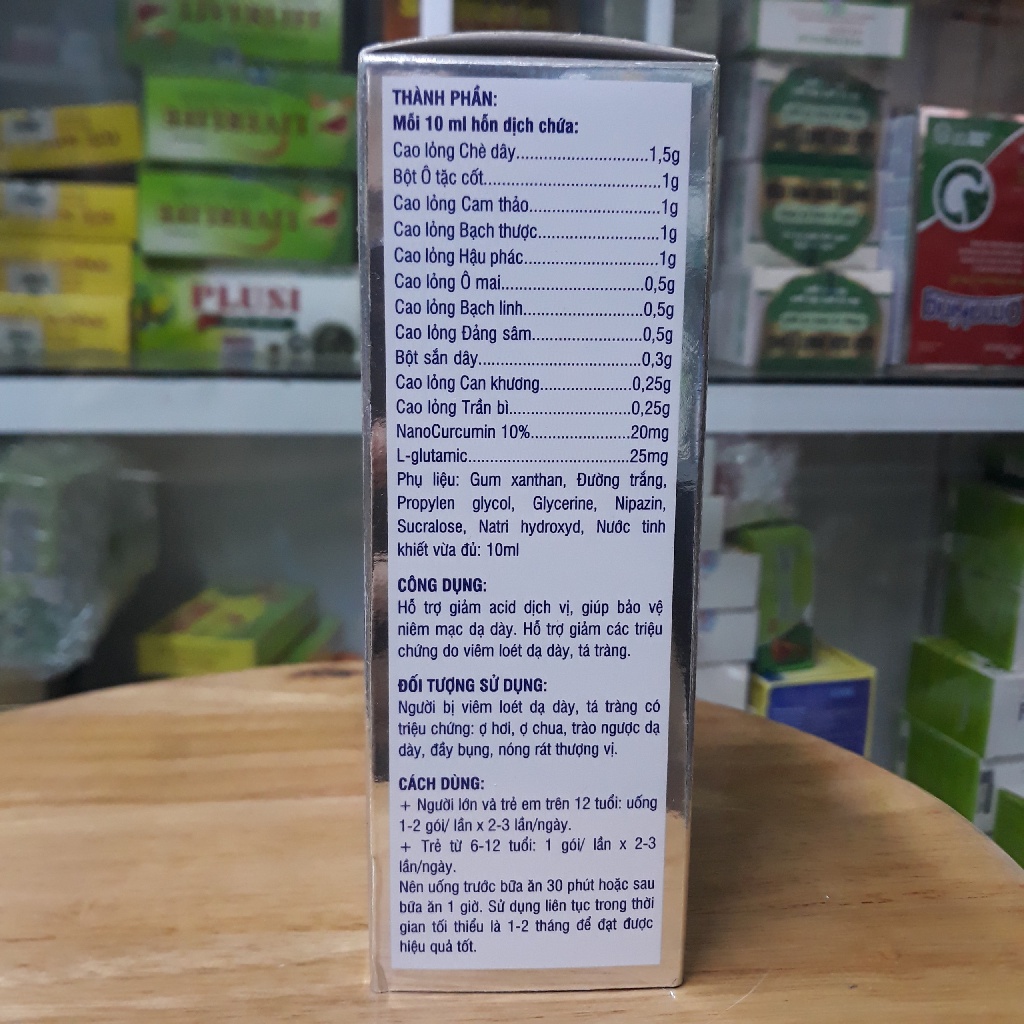 THÀNH PHẦN:
Mỗi 10 ml hỗn dịch chứa:
Cao lỏng Chè dây............................1,5g
Bột Ô tặc cốt......................................1g
Cao lỏng Cam thảo............................1g
Cao lỏng Bạch thược..........................1g
Cao lỏng Hậu phác.............................1g
Cao lỏng Ô mai..............................0,5g
Cao lỏng Bạch linh.........................0,5g
Cao lỏng Đảng sâm........................0,5g
Bột sắn dây...................................0,3g
Cao lỏng Can khương...................0,25g
Cao lỏng Trần bì..........................0,25g
NanoCurcumin 10%.....................20mg
L-glutamic..................................25mg
Phụ liệu: Gum xanthan, Đường trắng,
Propylen glycol, Glycerine, Nipazin,
Sucralose, Natri hydroxyd, Nước tinh
khiết vừa đủ: 10ml
CÔNG DỤNG:
Hỗ trợ giảm acid dịch vị, giúp bảo vệ
niêm mạc dạ dày. Hỗ trợ giảm các triệu
chứng do viêm loét dạ dày, tá tràng.
ĐỐI TƯỢNG SỬ DỤNG:
Người bị viêm loét dạ dày, tá tràng có
triệu chứng: ợ hơi, ợ chua, trào ngược dạ
dày, đầy bụng, nóng rát thượng vị.
CÁCH DÙNG:
+ Người lớn và trẻ em trên 12 tuổi: uống
1-2 gói/ lần x 2-3 lần/ngày.
+ Trẻ từ 6-12 tuổi: 1 gói/ lần x 2-3
lần/ngày.
Nên uống trước bữa ăn 30 phút hoặc sau
bữa ăn 1 giờ. Sử dụng liên tục trong thời
gian tối thiểu là 1-2 tháng để đạt được
hiệu quả tốt.
PLUSI